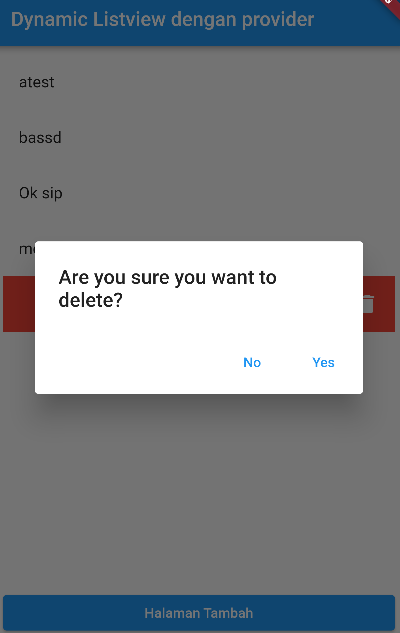 Dynamic Listview dengan provider
atest
bassd
Ok sip
Are you sure you want to
delete?
No
Yes
Halaman Tambah